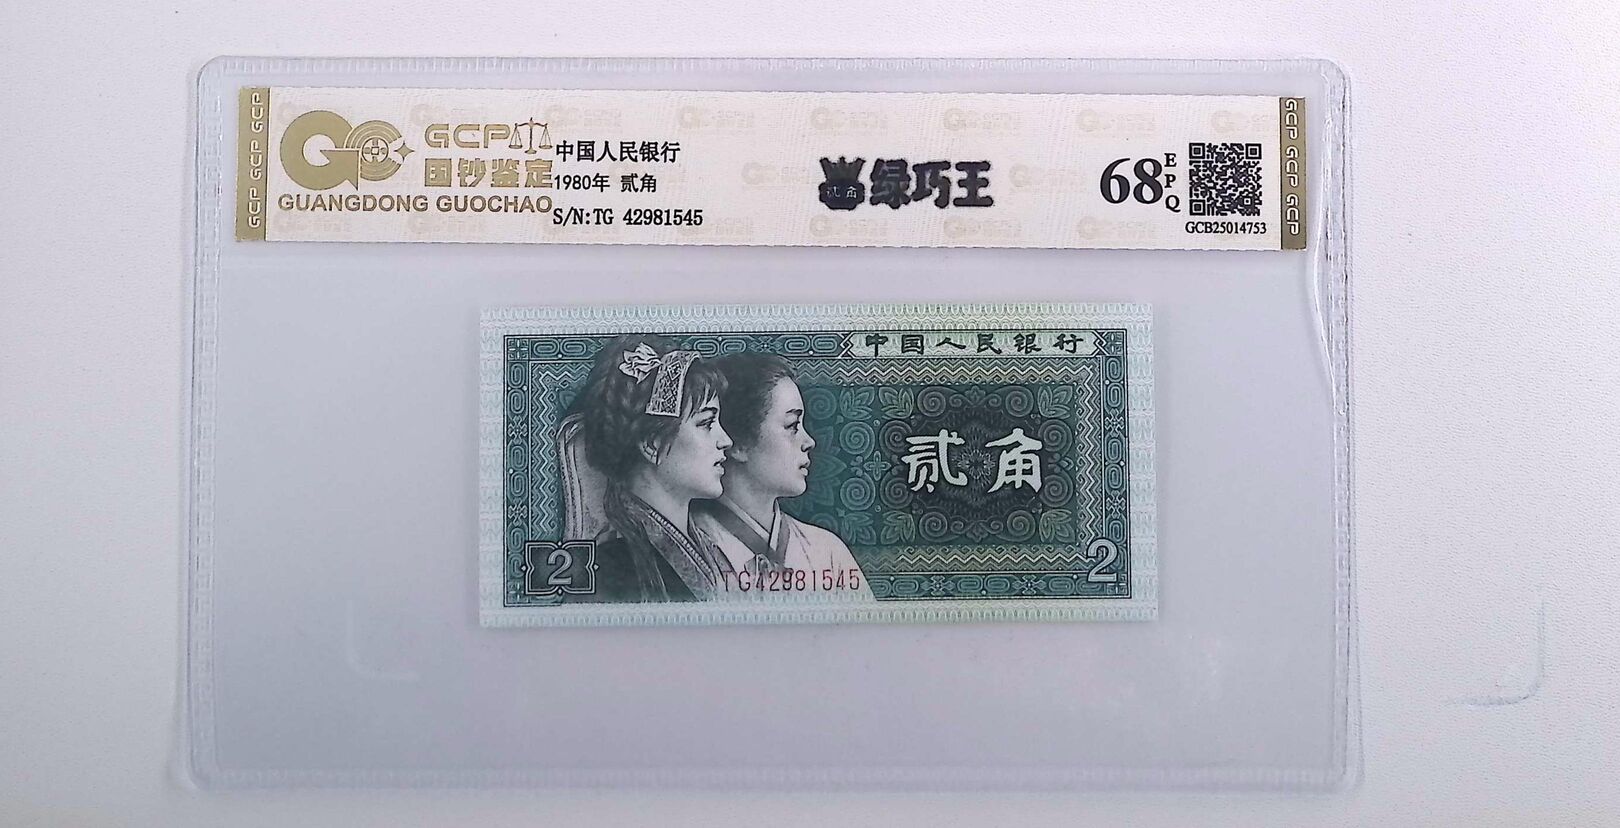 GCP GCP GCP
GCP
国钞鉴定
GUANGDONG GUOCHAO
中国人民银行
1980年 贰角
S/N:TG 42981545
贰角
绿巧王
68
EPQ
GCB25014753
GCP GCP GCP
中国人民银行
贰角
2
TG42981545
2